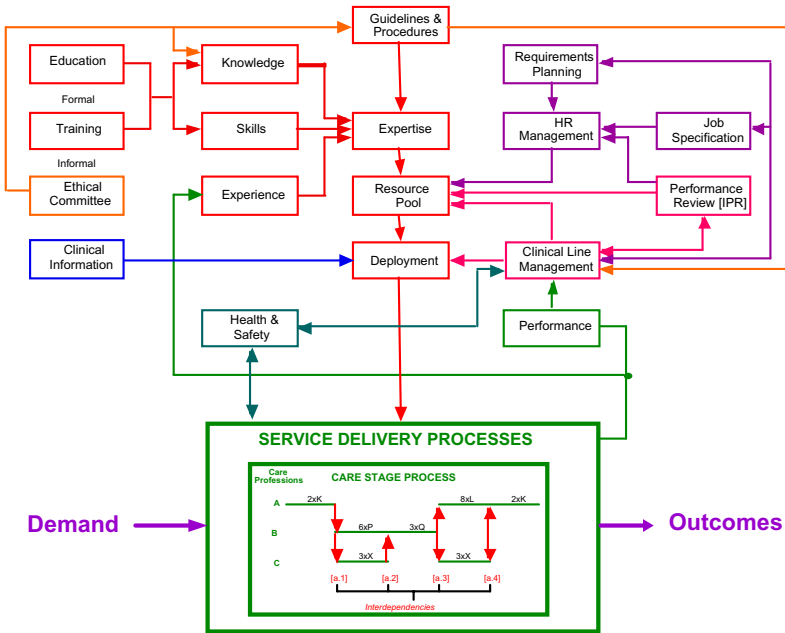 Guidelines &
Procedures
Education
Knowledge
Requirements
Planning
Formal
Training
Skills
Expertise
HR
Management
Job
Specification
Informal
Ethical
Committee
Experience
Resource
Pool
Performance
Review [IPR]
Clinical
Information
Deployment
Clinical Line
Management
Health &
Safety
Performance
SERVICE DELIVERY PROCESSES
Care
Professions
CARE STAGE PROCESS
A
2xK
8xL
2xK
Demand
Outcomes
B
6xP
3xQ
C
3xX
3xX
[a.1]
[a.2]
[a.3]
[a.4]
Interdependencies